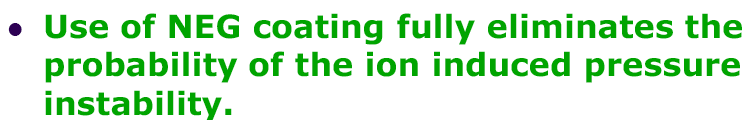 • Use of NEG coating fully eliminates the
probability of the ion induced pressure
instability.